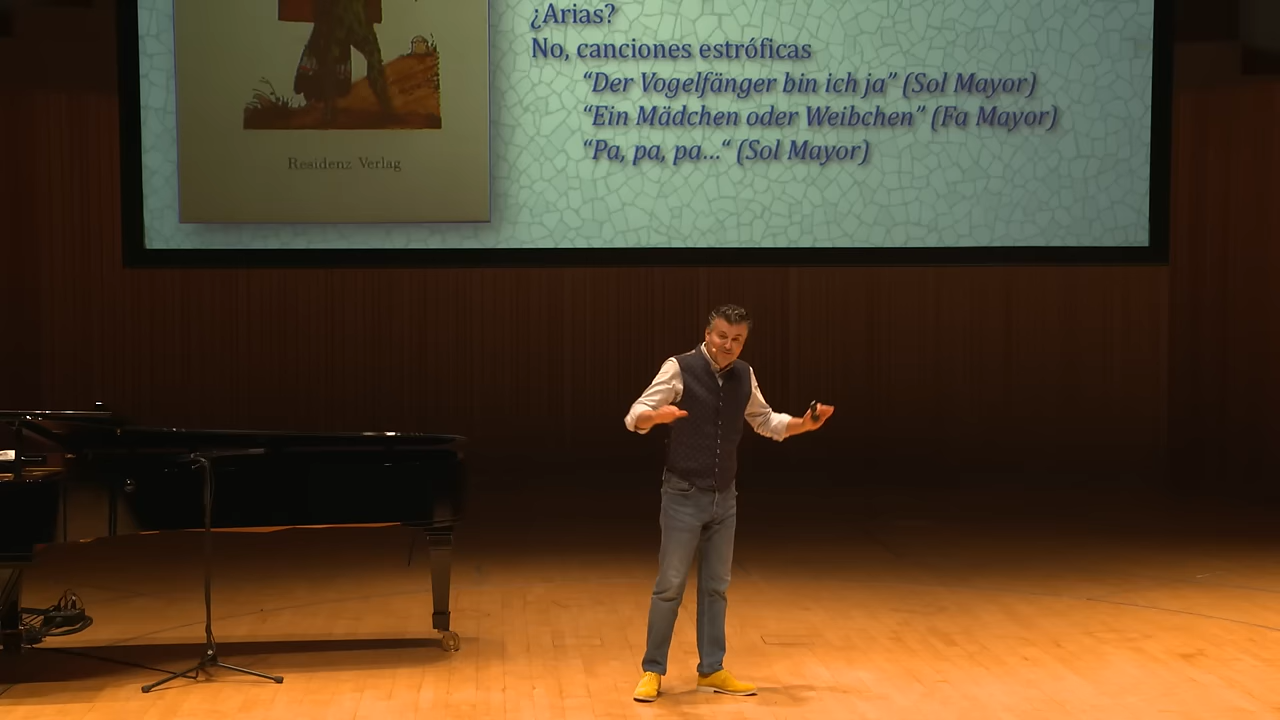 ¿Arias?
No, canciones estróficas
“Der Vogelfänger bin ich ja” (Sol Mayor)
“Ein Mädchen oder Weibchen” (Fa Mayor)
“Pa, pa, pa…“ (Sol Mayor)
Residenz Verlag